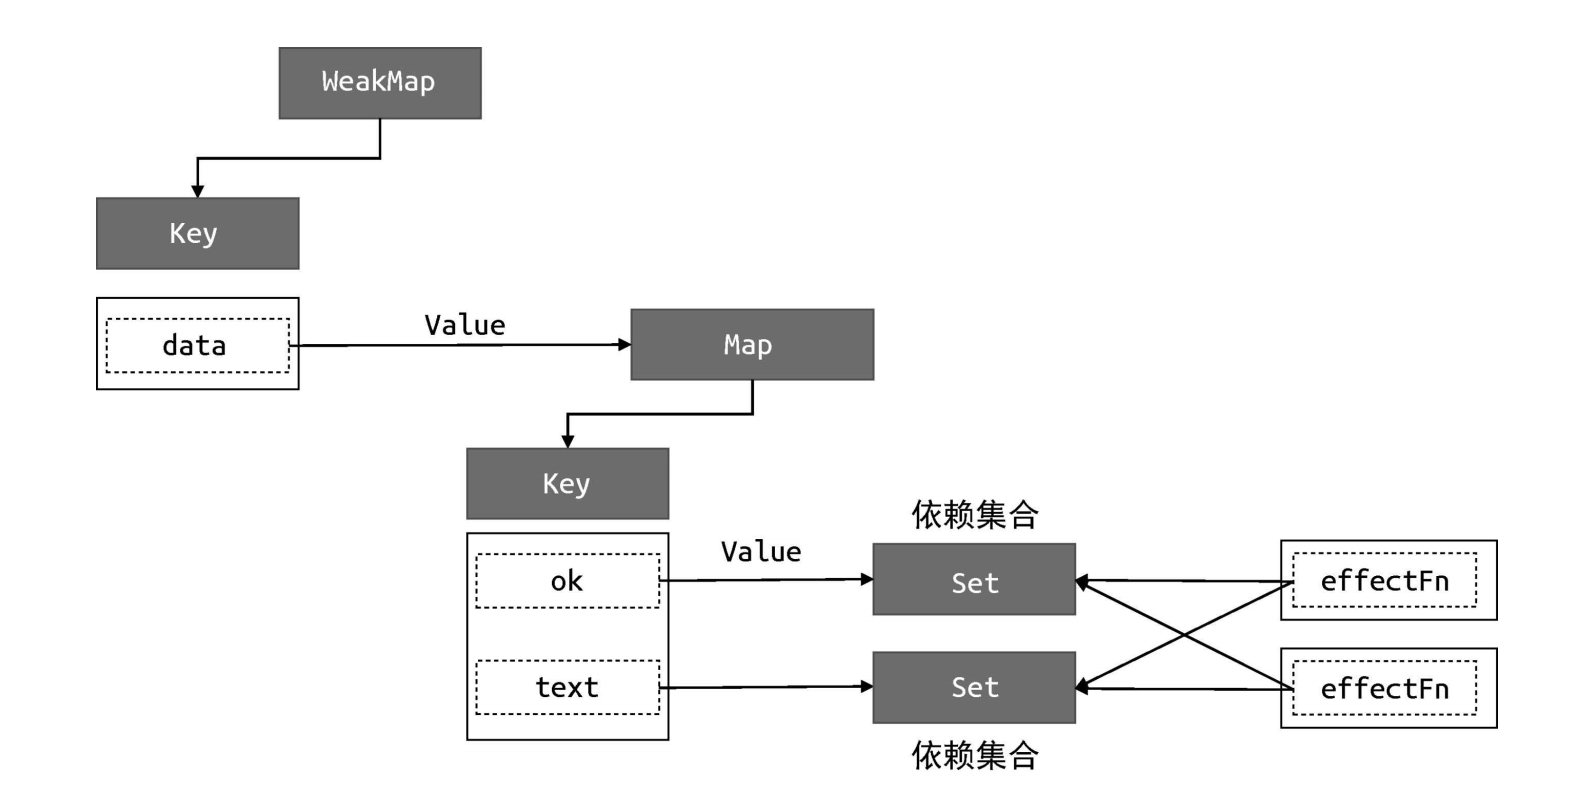 WeakMap
Key
data
Value
Map
Key
依赖集合
ok
Value
Set
effectFn
text
Set
effectFn
依赖集合